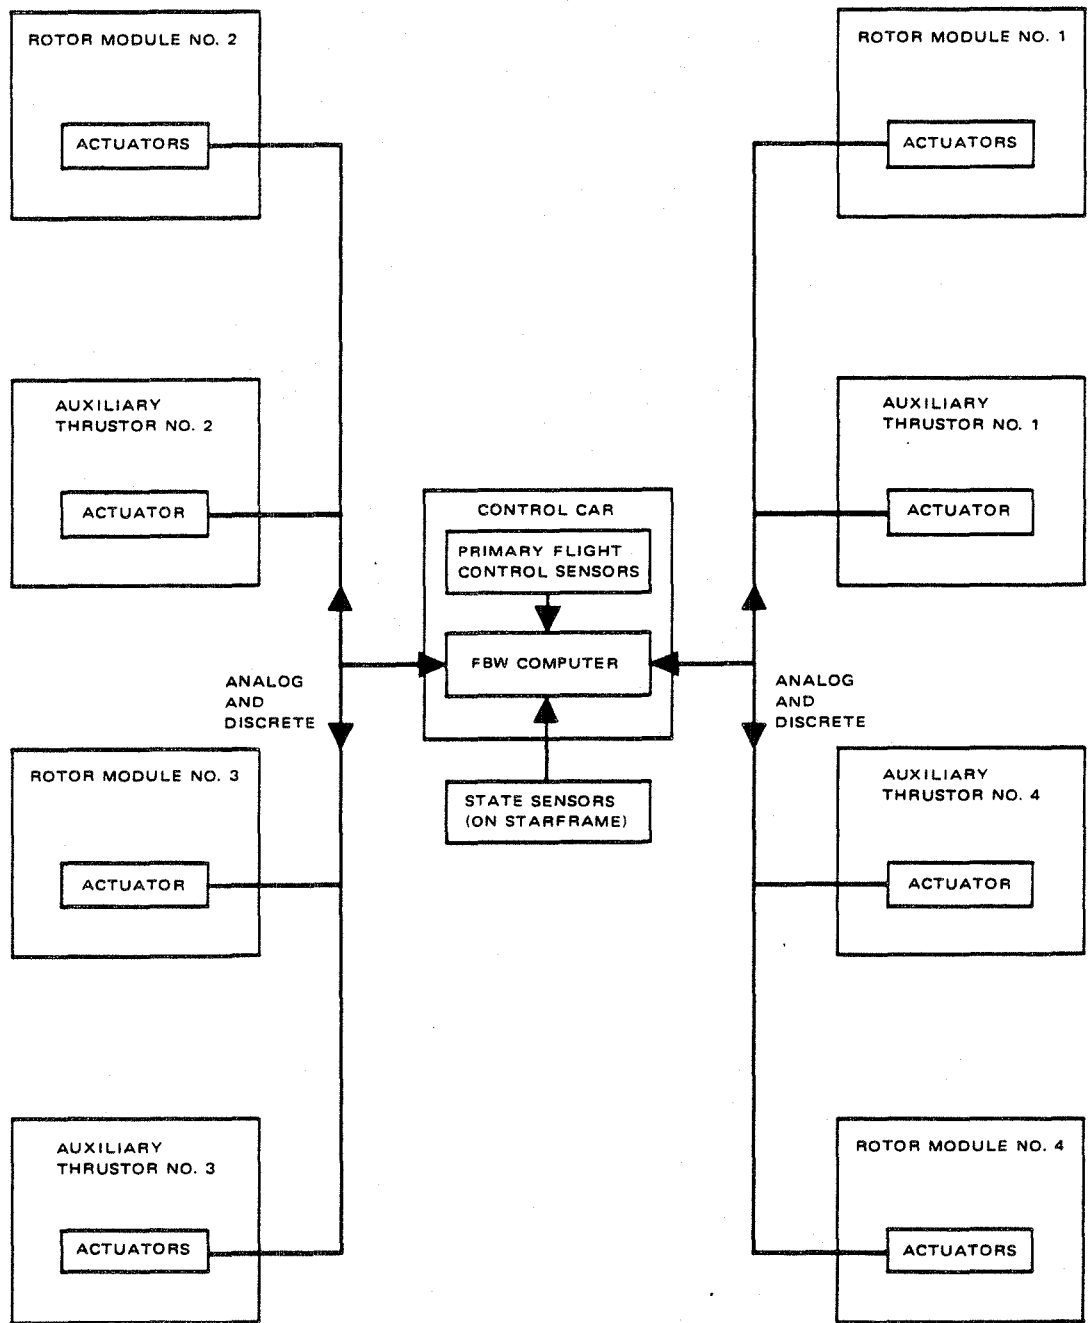 ROTOR MODULE NO. 2
ACTUATORS
AUXILIARY
THRUSTOR NO. 2
ACTUATOR
ANALOG
AND
DISCRETE
ROTOR MODULE NO. 3
ACTUATOR
AUXILIARY
THRUSTOR NO. 3
ACTUATORS
CONTROL CAR
PRIMARY FLIGHT
CONTROL SENSORS
FBW COMPUTER
STATE SENSORS
(ON STARFRAME)
ROTOR MODULE NO. 1
ACTUATORS
AUXILIARY
THRUSTOR NO. 1
ACTUATOR
ANALOG
AND
DISCRETE
AUXILIARY
THRUSTOR NO. 4
ACTUATOR
ROTOR MODULE NO. 4
ACTUATORS